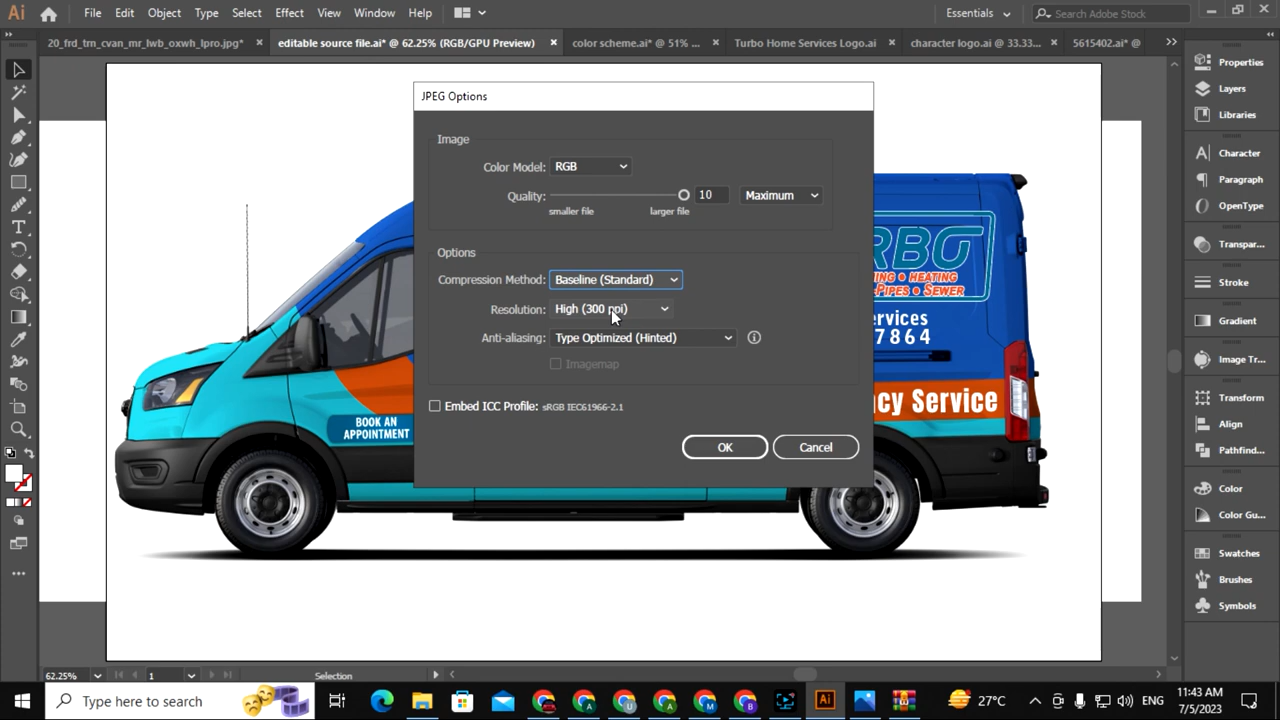 Ai File Edit Object Type Select Effect View Window Help Essentials Search Adobe Stock
20_frd_trn_cvan_mr_lwb_oxwh_lpro.jpg* editable source file.ai* @ 62.25% (RGB/GPU Preview) color scheme.ai* @ 51% ... Turbo Home Services Logo.ai character logo.ai @ 33.33... 5615402.ai* @
JPEG Options
Image
Color Model: RGB
Quality: 10 Maximum
smaller file larger file
Options
Compression Method: Baseline (Standard)
Resolution: High (300 ppi)
Anti-aliasing: Type Optimized (Hinted)
Imagemap
Embed ICC Profile: sRGB IEC61966-2.1
OK Cancel
RBO
ING • HEATING
-PIPES • SEWER
ervices
7864
cy Service
BOOK AN
APPOINTMENT
Properties
Layers
Libraries
Character
Paragraph
OpenType
Transpar...
Stroke
Gradient
Image Tr...
Transform
Align
Pathfind...
Color
Color Gu...
Swatches
Brushes
Symbols
62.25% 1 Selection
Type here to search 27°C ENG 11:43 AM
7/5/2023